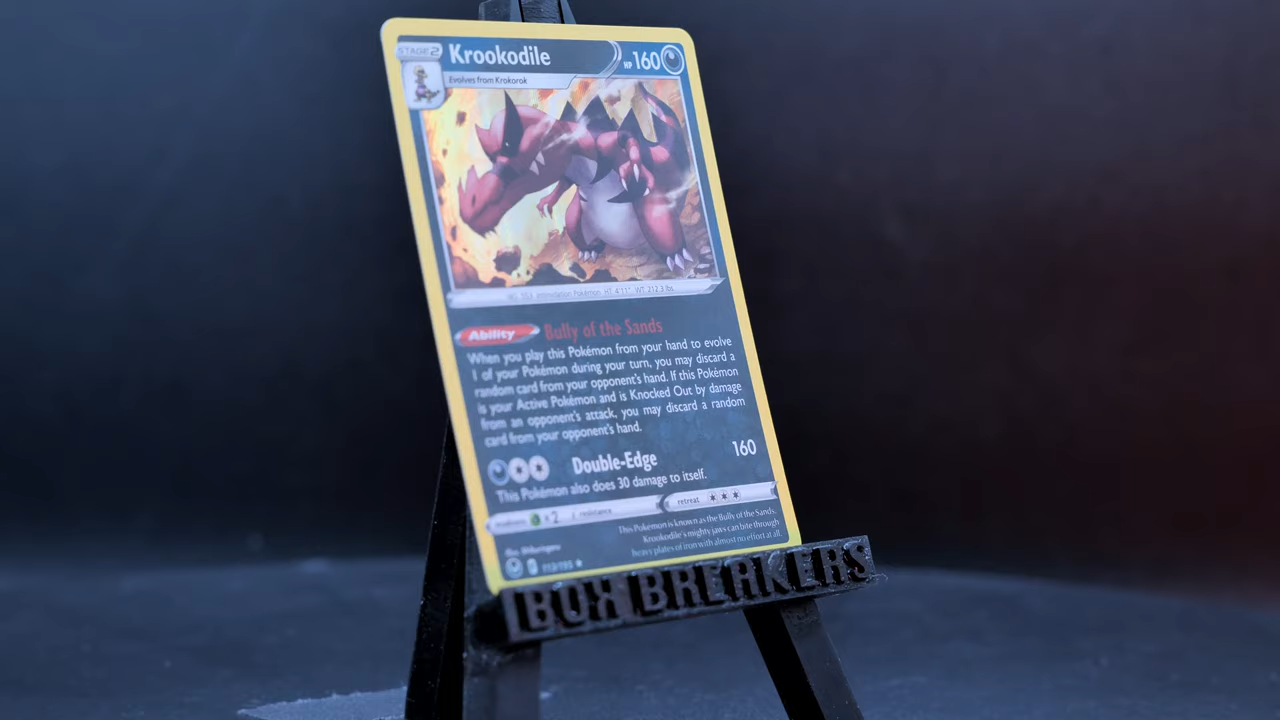 STAGE 2
Krookodile
HP 160
Evolves from Krokorok
NO. 553 Intimidation Pokémon HT: 4'11" WT: 212.3 lbs
Ability Bully of the Sands
When you play this Pokémon from your hand to evolve
1 of your Pokémon during your turn, you may discard a
random card from your opponent's hand. If this Pokémon
is your Active Pokémon and is Knocked Out by damage
from an opponent's attack, you may discard a random
card from your opponent's hand.
Double-Edge 160
This Pokémon also does 30 damage to itself.
weakness ×2 resistance retreat
This Pokémon is known as the Bully of the Sands.
Krookodile's mighty jaws can bite through
heavy plates of iron with almost no effort at all.
113/195 ★
BOX BREAKERS